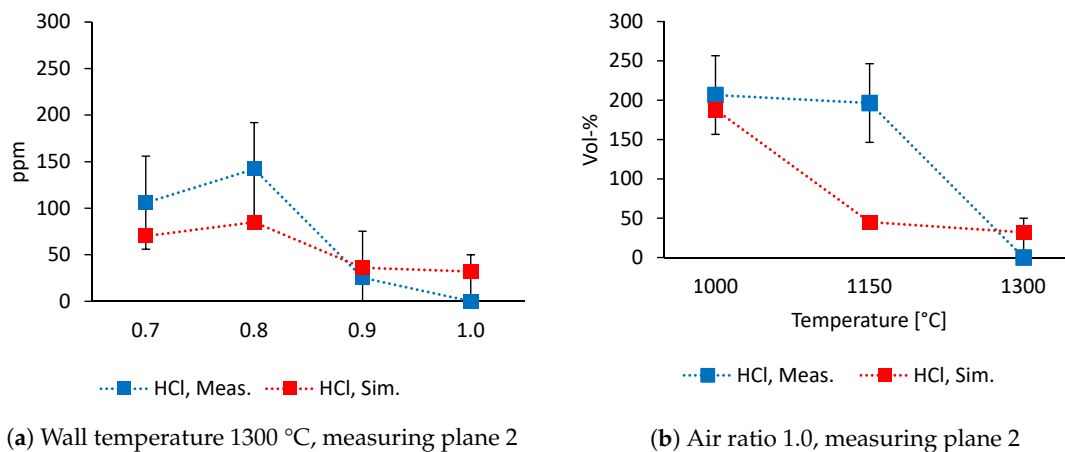 300
250
200
150
100
50
0
ppm
0.7 0.8 0.9 1.0
HCl, Meas. HCl, Sim.
(a) Wall temperature 1300 °C, measuring plane 2
300
250
200
150
100
50
0
Vol-%
1000 1150 1300
Temperature [°C]
HCl, Meas. HCl, Sim.
(b) Air ratio 1.0, measuring plane 2